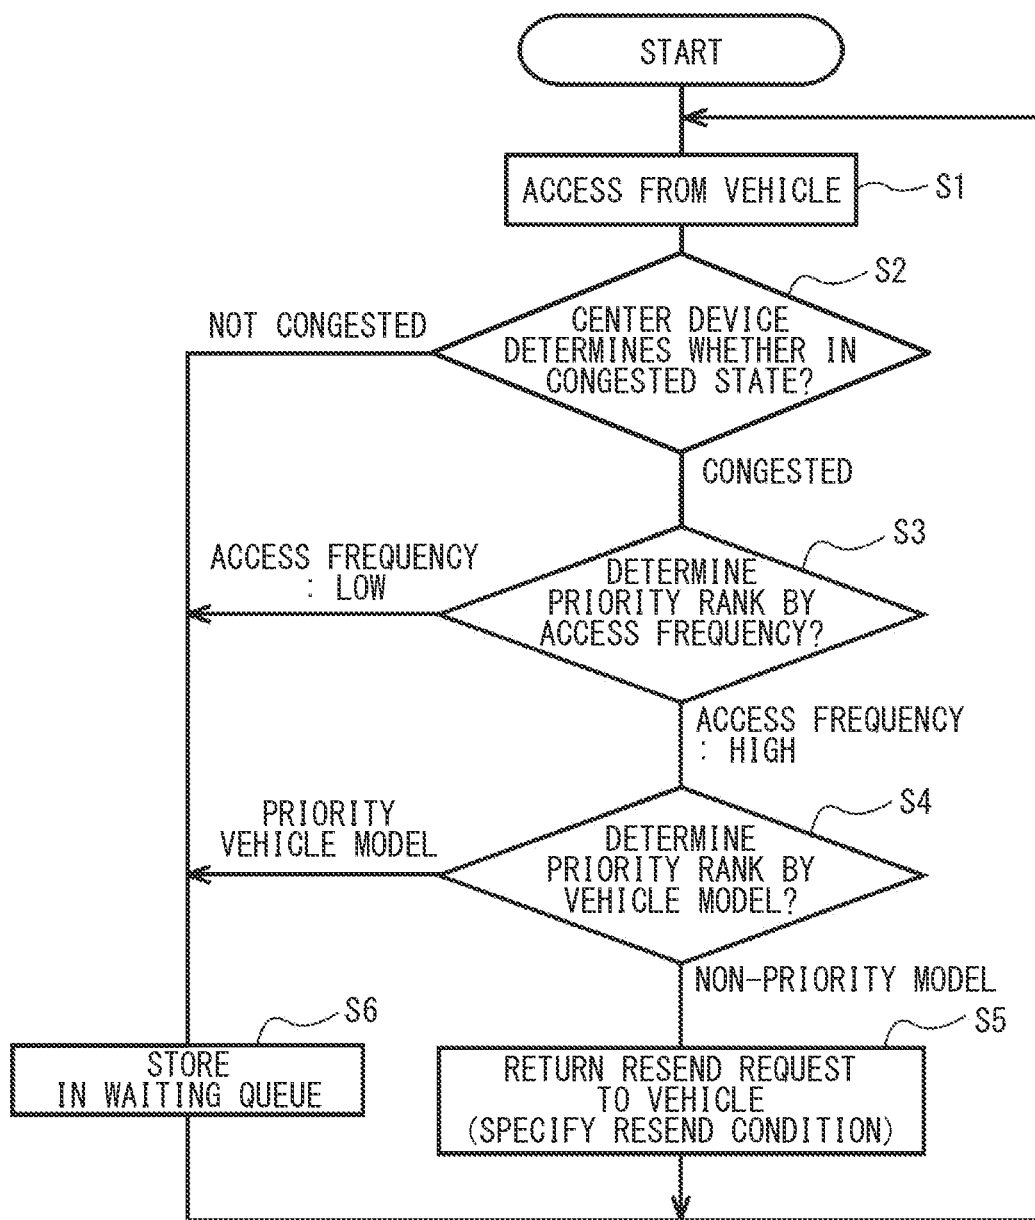 START
ACCESS FROM VEHICLE
S1
S2
CENTER DEVICE
DETERMINES WHETHER IN
CONGESTED STATE?
NOT CONGESTED
CONGESTED
S3
DETERMINE
PRIORITY RANK BY
ACCESS FREQUENCY?
ACCESS FREQUENCY
: LOW
ACCESS FREQUENCY
: HIGH
S4
DETERMINE
PRIORITY RANK BY
VEHICLE MODEL?
PRIORITY
VEHICLE MODEL
NON-PRIORITY MODEL
S6
STORE
IN WAITING QUEUE
S5
RETURN RESEND REQUEST
TO VEHICLE
(SPECIFY RESEND CONDITION)